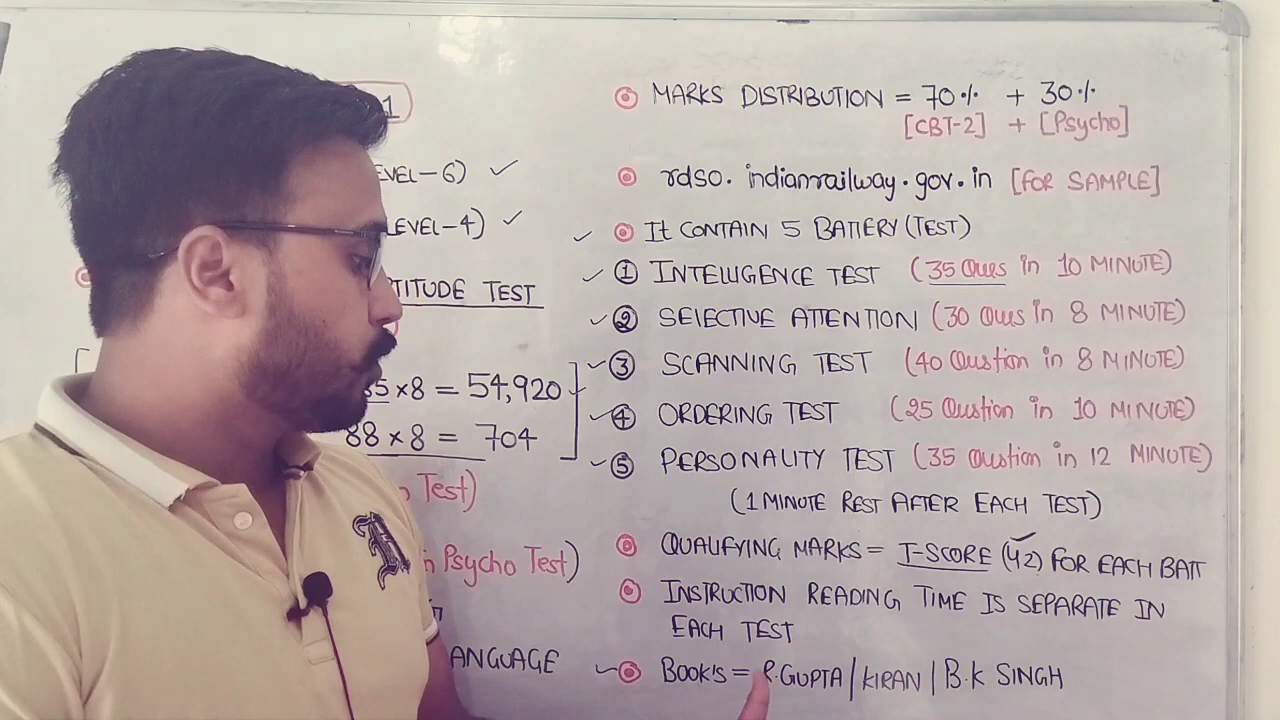 1
EVEL-6)
LEVEL-4)
TITUDE TEST
85 × 8 = 54,920
88 × 8 = 704
Test)
n Psycho Test)
ANGUAGE
MARKS DISTRIBUTION = 70% + 30%
[CBT-2] + [Psycho]
rdso.indianrailway.gov.in [FOR SAMPLE]
It CONTAIN 5 BATTERY (TEST)
1 INTELLIGENCE TEST (35 Ques in 10 MINUTE)
2 SELECTIVE ATTENTION (30 Ques in 8 MINUTE)
3 SCANNING TEST (40 Qustion in 8 MINUTE)
4 ORDERING TEST (25 Qustion in 10 MINUTE)
5 PERSONALITY TEST (35 Qustion in 12 MINUTE)
(1 MINUTE REST AFTER EACH TEST)
QUALIFYING MARKS = T-SCORE (42) FOR EACH BATT
INSTRUCTION READING TIME IS SEPARATE IN
EACH TEST
BOOK'S = R.GUPTA / KIRAN / B.K SINGH